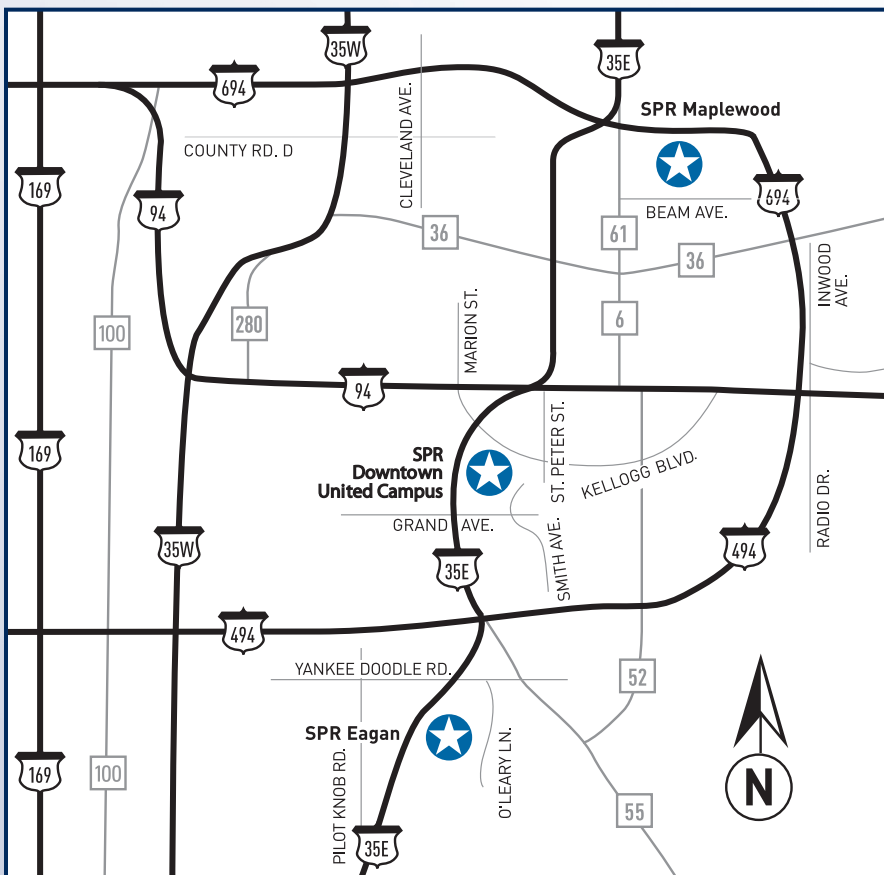 35W
35E
694
SPR Maplewood
CLEVELAND AVE.
COUNTY RD. D
169
94
694
BEAM AVE.
36
61
36
INWOOD
AVE.
100
280
6
MARION ST.
94
ST. PETER ST.
SPR
Downtown
United Campus
KELLOGG BLVD.
169
GRAND AVE.
SMITH AVE.
RADIO DR.
35W
35E
494
494
YANKEE DOODLE RD.
52
SPR Eagan
O'LEARY LN.
PILOT KNOB RD.
169
100
55
N
35E